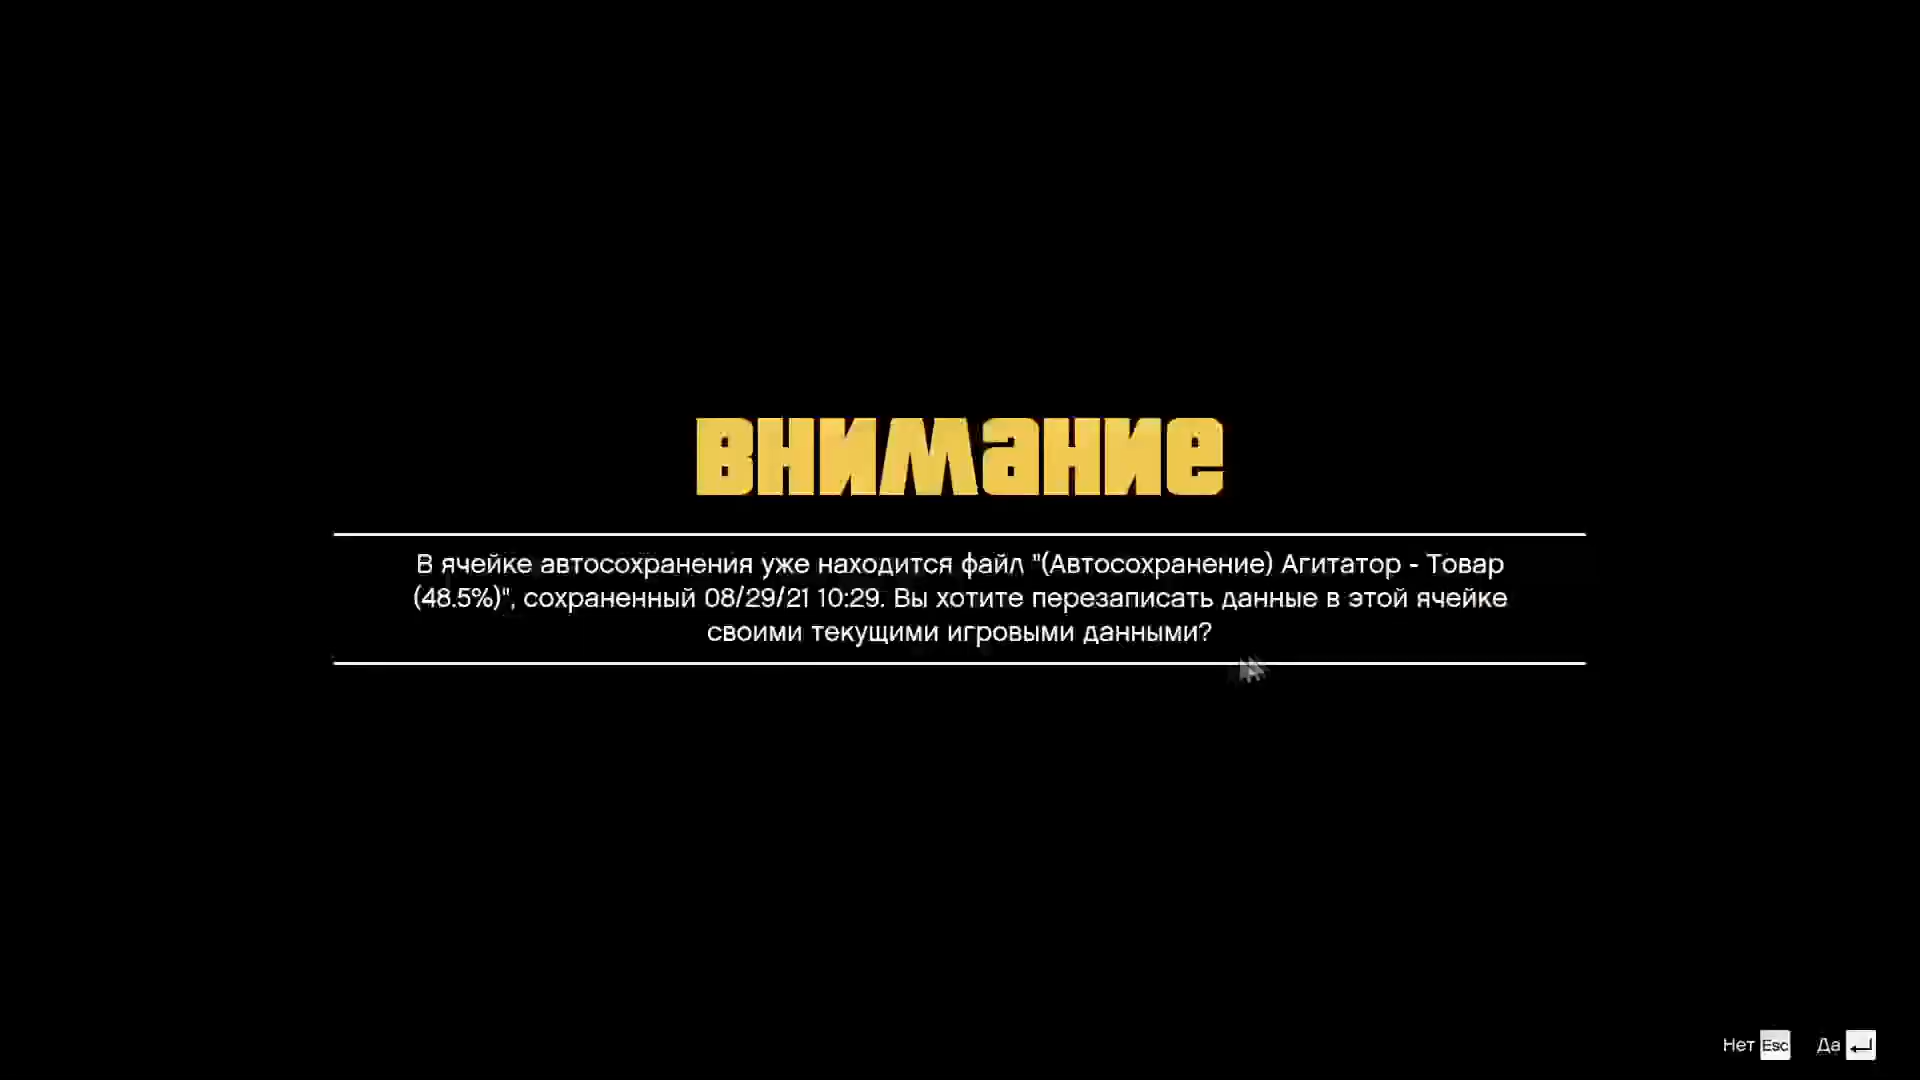 внимание
В ячейке автосохранения уже находится файл "(Автосохранение) Агитатор - Товар
(48.5%)", сохраненный 08/29/21 10:29. Вы хотите перезаписать данные в этой ячейке
своими текущими игровыми данными?
Нет Esc Да